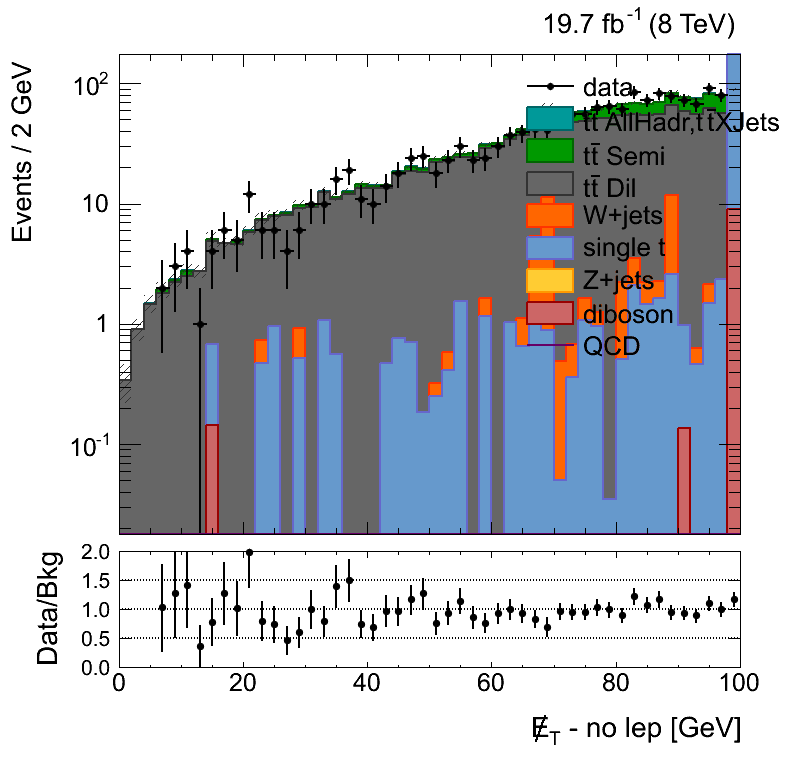 19.7 fb⁻¹ (8 TeV)
Events / 2 GeV
10²
10
1
10⁻¹
data
tt̄ AllHadr,tt̄XJets
tt̄ Semi
tt̄ Dil
W+jets
single t
Z+jets
diboson
QCD
Data/Bkg
2.0
1.5
1.0
0.5
0.0
0 20 40 60 80 100
E̸_T - no lep [GeV]